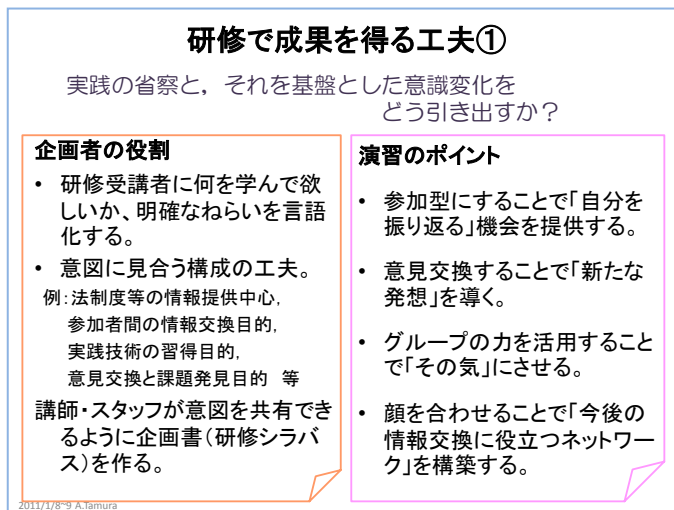 研修で成果を得る工夫①
実践の省察と，それを基盤とした意識変化を
どう引き出すか？
企画者の役割
• 研修受講者に何を学んで欲
しいか、明確なねらいを言語
化する。
• 意図に見合う構成の工夫。
例：法制度等の情報提供中心，
参加者間の情報交換目的，
実践技術の習得目的，
意見交換と課題発見目的　等
講師・スタッフが意図を共有でき
るように企画書（研修シラバ
ス）を作る。
演習のポイント
• 参加型にすることで「自分を
振り返る」機会を提供する。
• 意見交換することで「新たな
発想」を導く。
• グループの力を活用すること
で「その気」にさせる。
• 顔を合わせることで「今後の
情報交換に役立つネットワー
ク」を構築する。
2011/1/8~9 A.Tamura